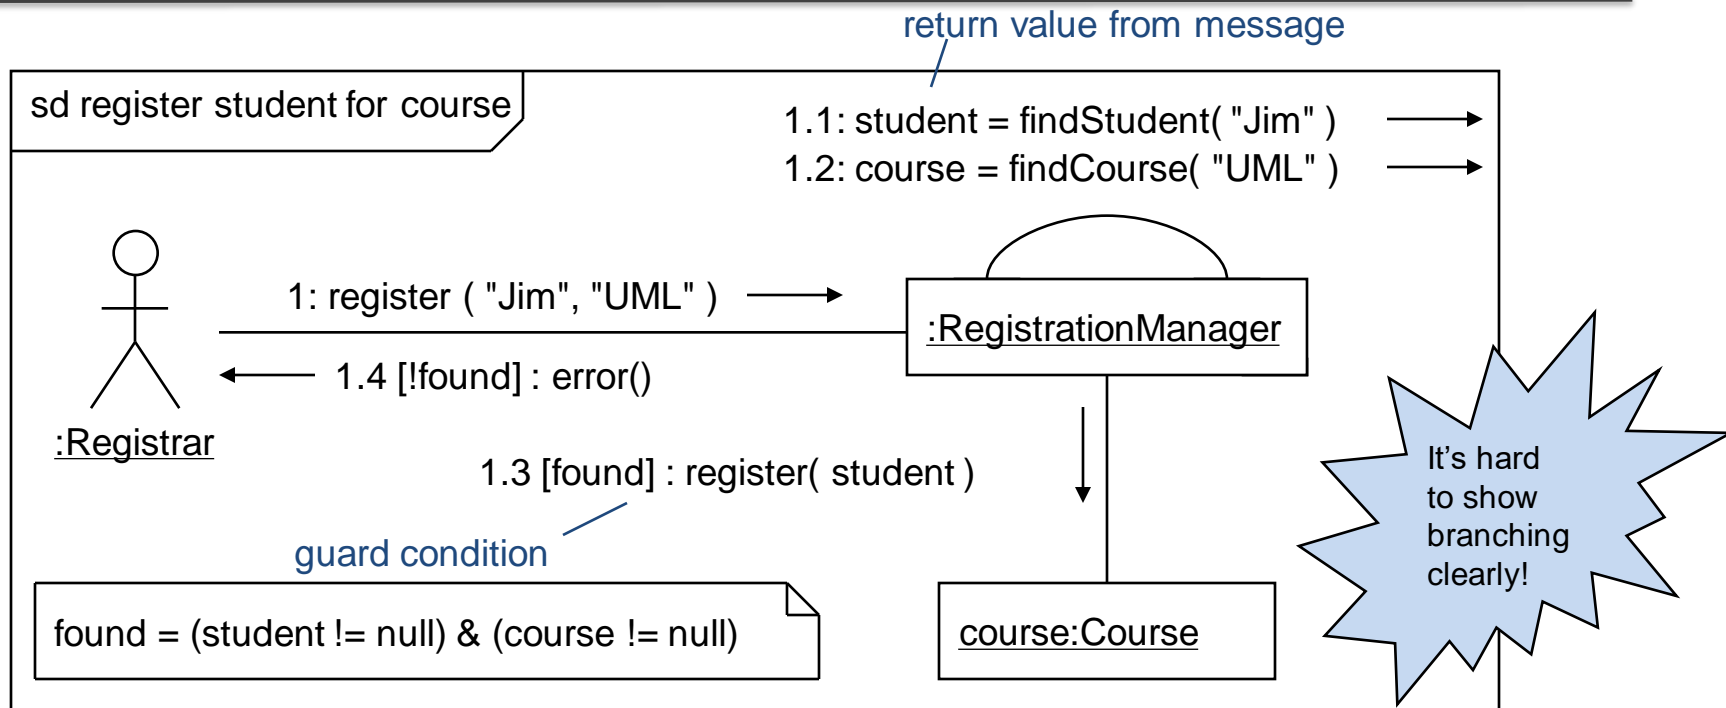 return value from message
sd register student for course
1.1: student = findStudent( "Jim" )
1.2: course = findCourse( "UML" )
1: register ( "Jim", "UML" )
:RegistrationManager
1.4 [!found] : error()
:Registrar
1.3 [found] : register( student )
guard condition
It’s hard
to show
branching
clearly!
found = (student != null) & (course != null)
course:Course